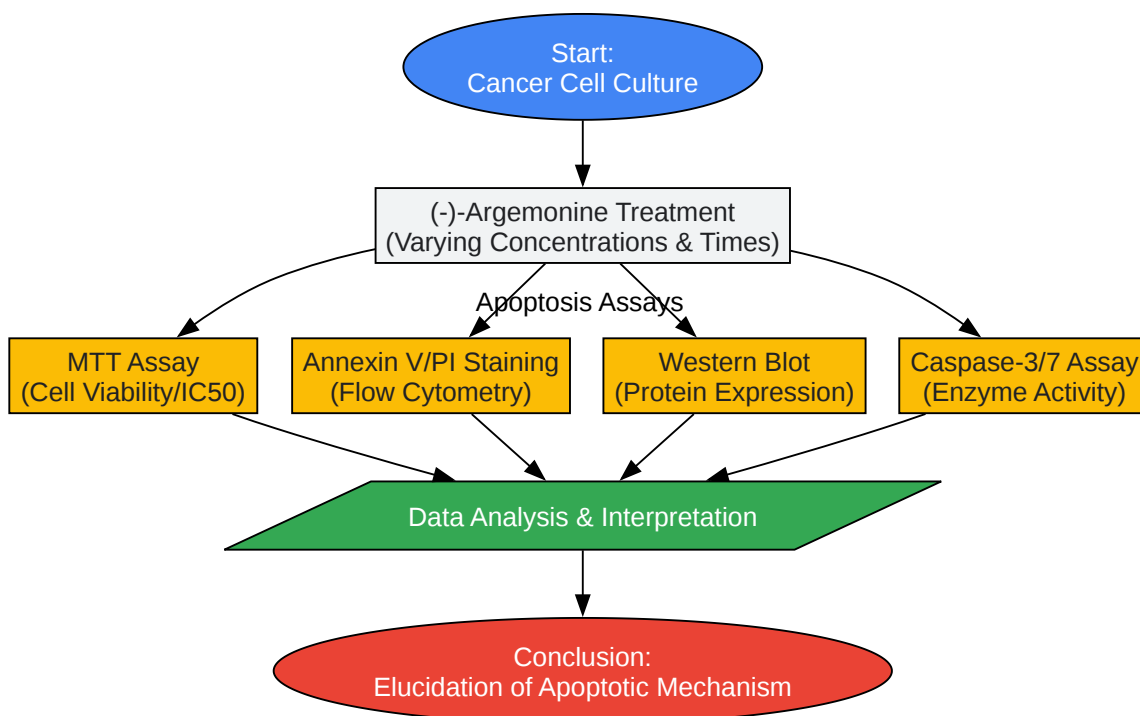 Start:
Cancer Cell Culture
(-)-Argemonine Treatment
(Varying Concentrations & Times)
Apoptosis Assays
MTT Assay
(Cell Viability/IC50)
Annexin V/PI Staining
(Flow Cytometry)
Western Blot
(Protein Expression)
Caspase-3/7 Assay
(Enzyme Activity)
Data Analysis & Interpretation
Conclusion:
Elucidation of Apoptotic Mechanism